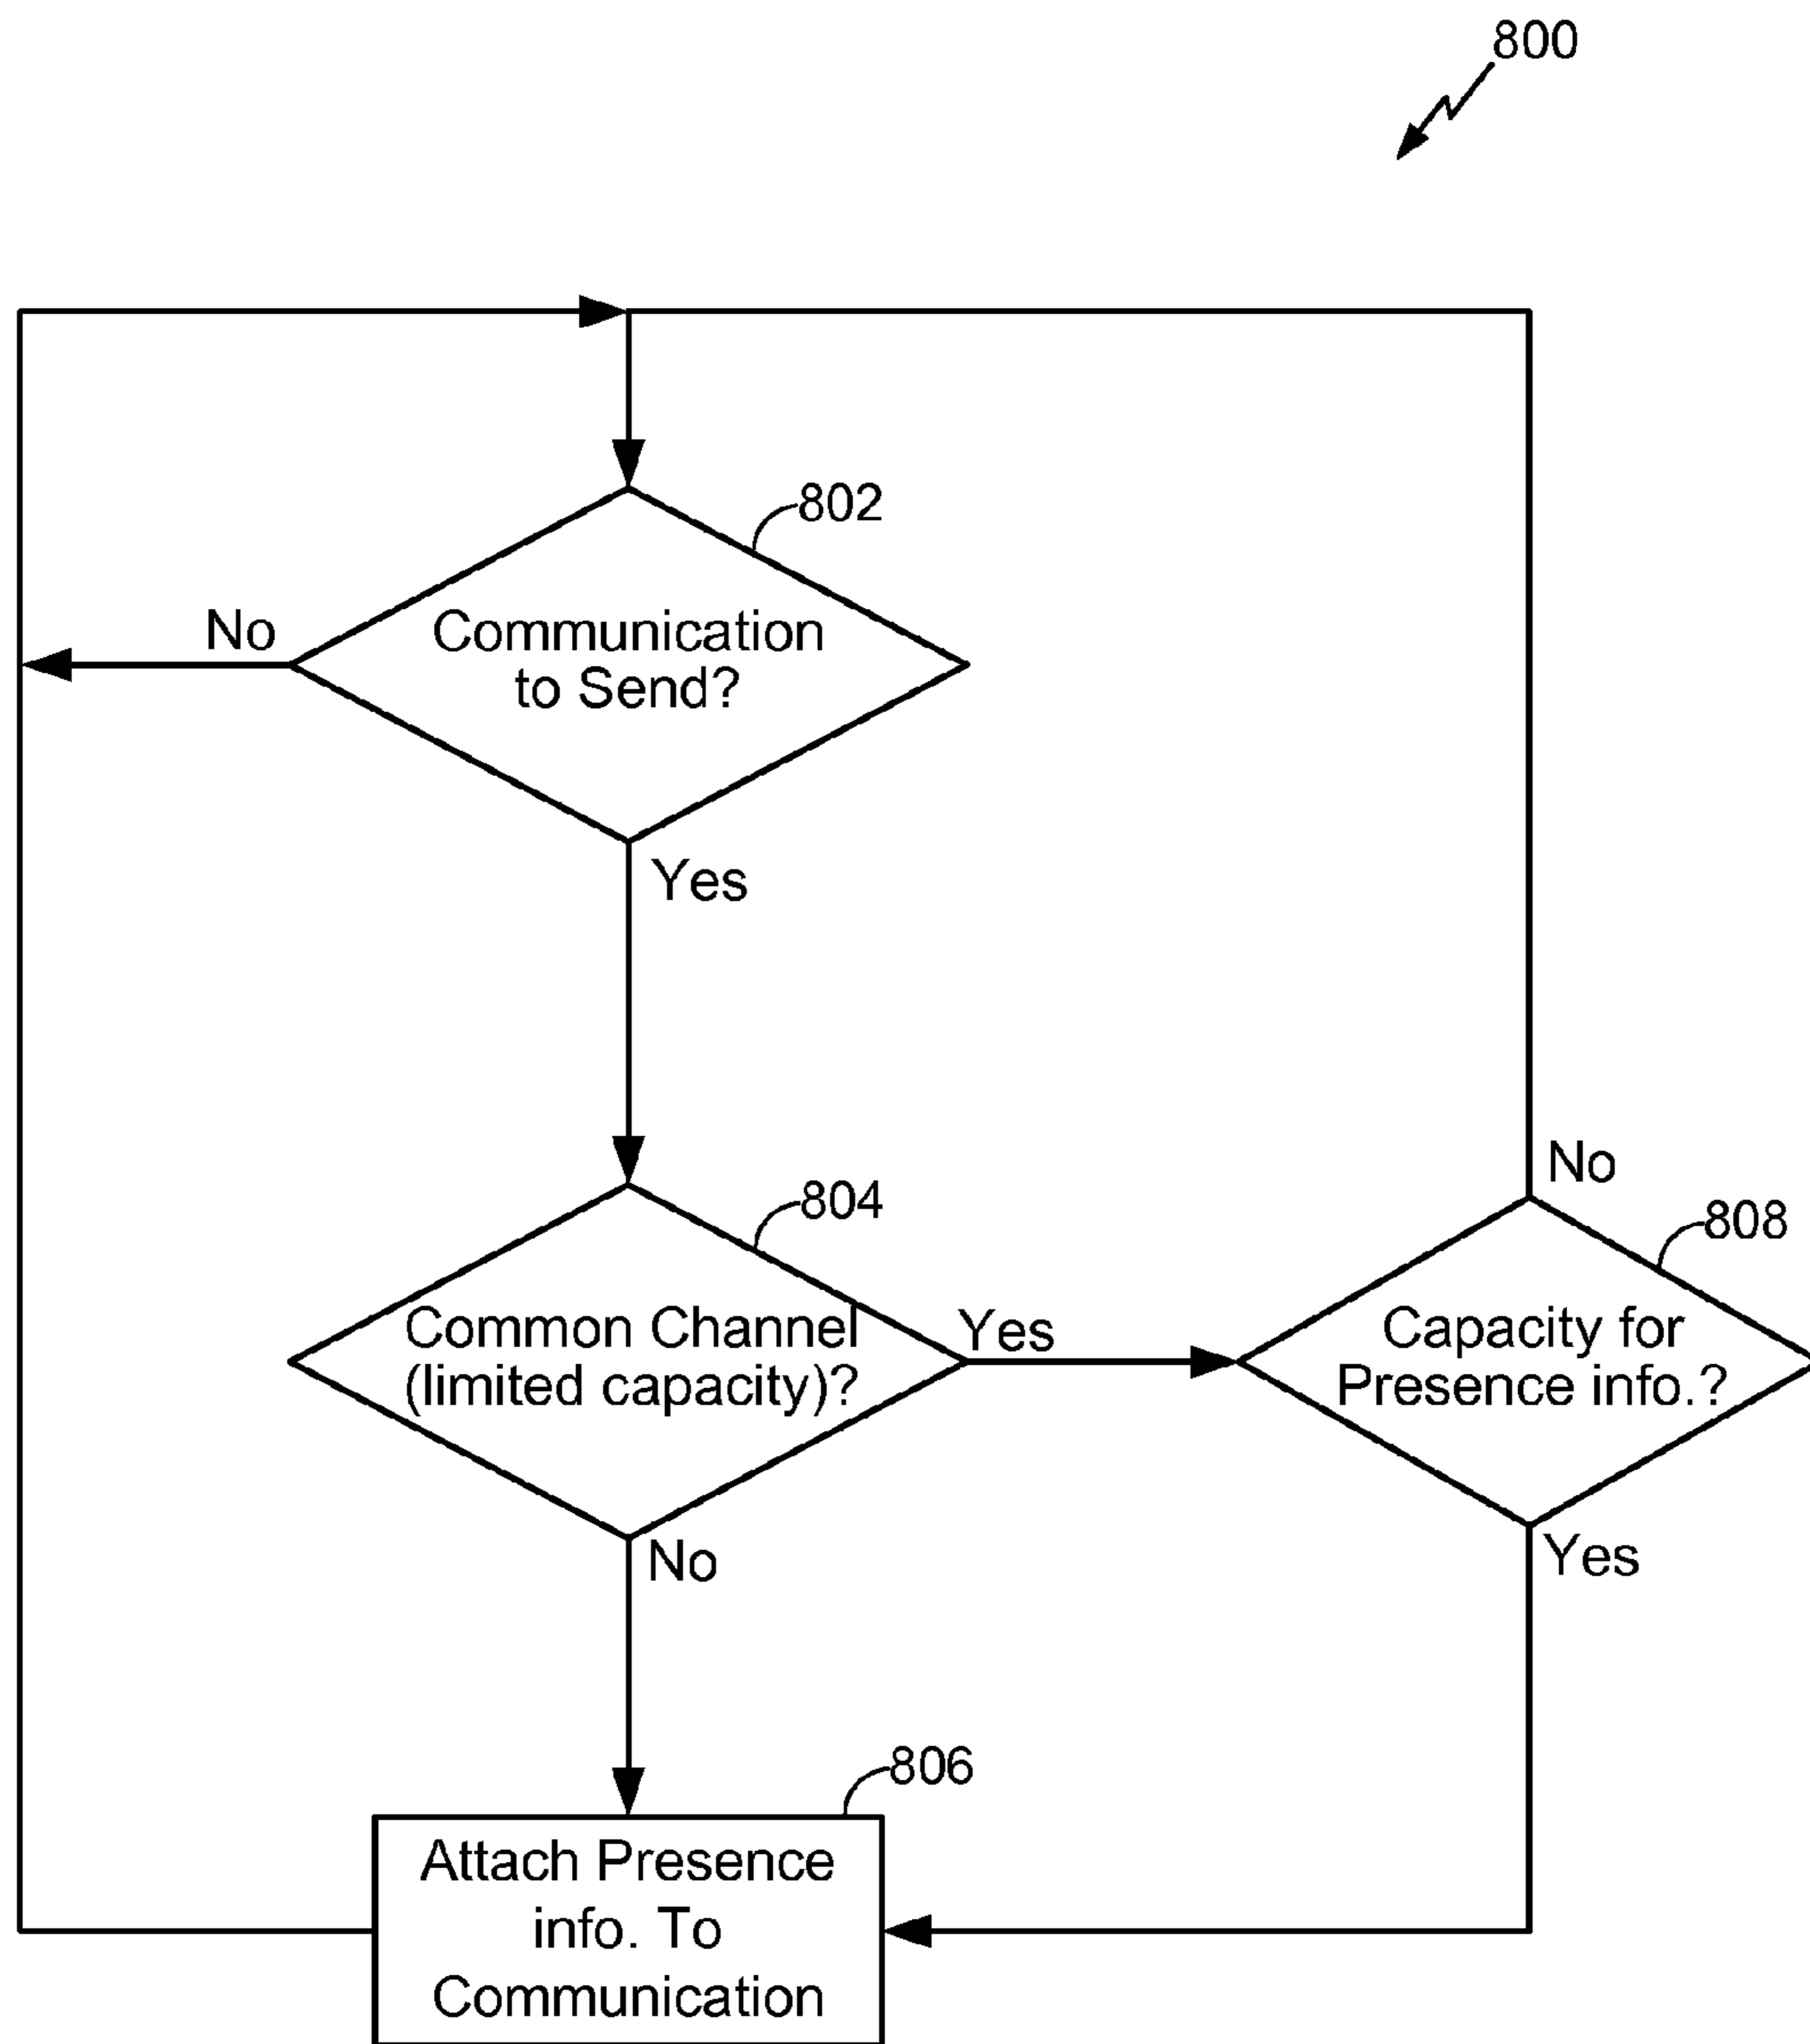 800
802
Communication
to Send?
No
Yes
804
Common Channel
(limited capacity)?
Yes
No
808
Capacity for
Presence info.?
No
Yes
806
Attach Presence
info. To
Communication